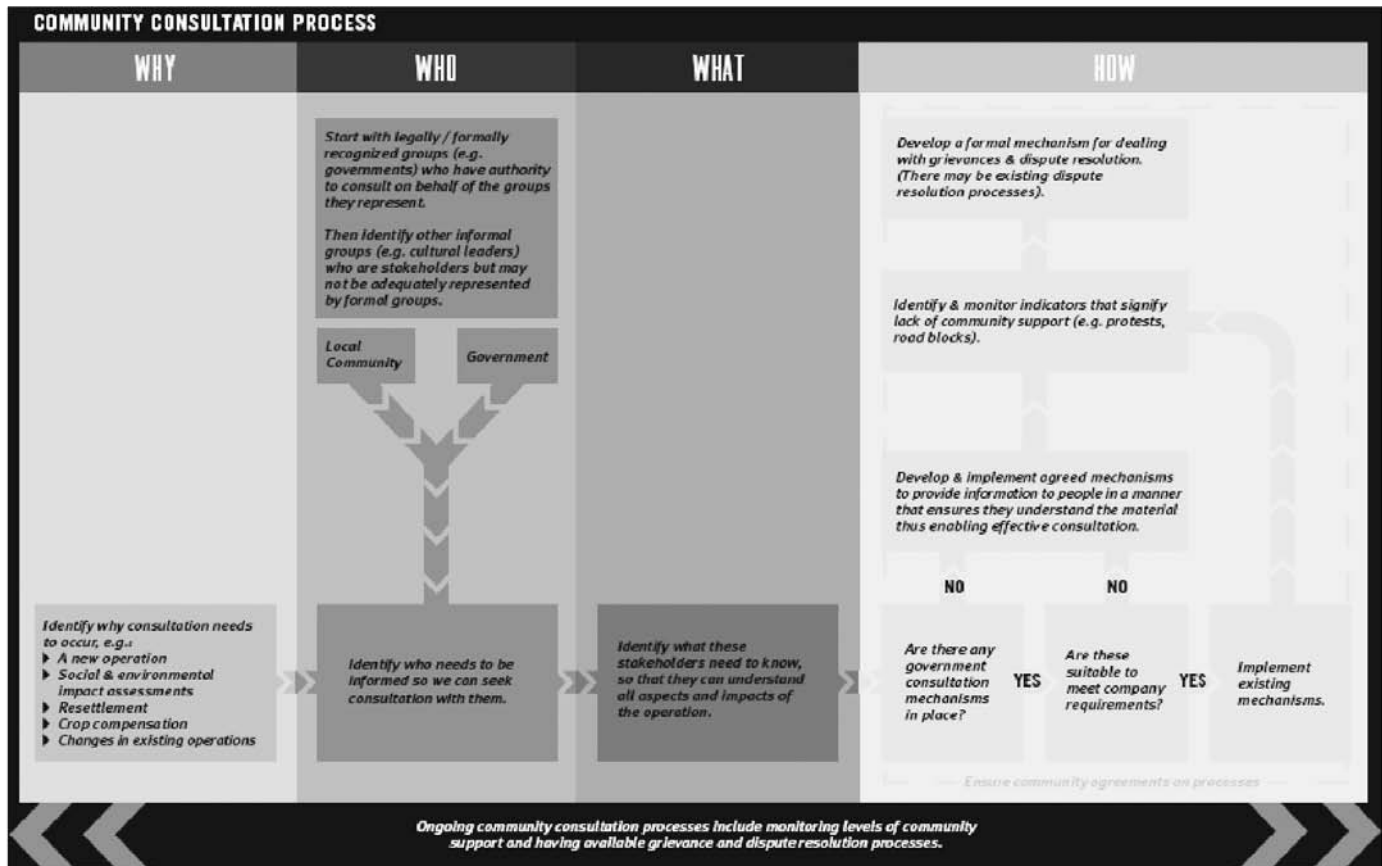 COMMUNITY CONSULTATION PROCESS
WHY
WHO
WHAT
HOW
Start with legally / formally
recognized groups (e.g.
governments) who have authority
to consult on behalf of the groups
they represent.
Then identify other informal
groups (e.g. cultural leaders)
who are stakeholders but may
not be adequately represented
by formal groups.
Local
Community
Government
Identify why consultation needs
to occur, e.g.:
A new operation
Social & environmental
impact assessments
Resettlement
Crop compensation
Changes in existing operations
Identify who needs to be
informed so we can seek
consultation with them.
Identify what these
stakeholders need to know,
so that they can understand
all aspects and impacts of
the operation.
Develop a formal mechanism for dealing
with grievances & dispute resolution.
(There may be existing dispute
resolution processes).
Identify & monitor indicators that signify
lack of community support (e.g. protests,
road blocks).
Develop & implement agreed mechanisms
to provide information to people in a manner
that ensures they understand the material
thus enabling effective consultation.
NO
NO
Are there any
government
consultation
mechanisms
in place?
YES
Are these
suitable to
meet company
requirements?
YES
Implement
existing
mechanisms.
Ensure community agreements on processes
Ongoing community consultation processes include monitoring levels of community
support and having available grievance and dispute resolution processes.